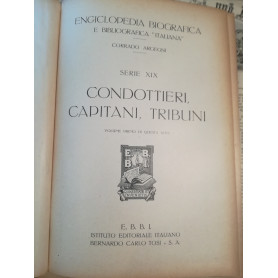 ENCICLOPEDIA BIOGRAFICA
E BIBLIOGRAFICA "ITALIANA"
CORRADO ARGEGNI
SERIE XIX
CONDOTTIERI,
CAPITANI, TRIBUNI
E. B. B. I.
ISTITUTO EDITORIALE ITALIANO
BERNARDO CARLO TOSI - S. A.